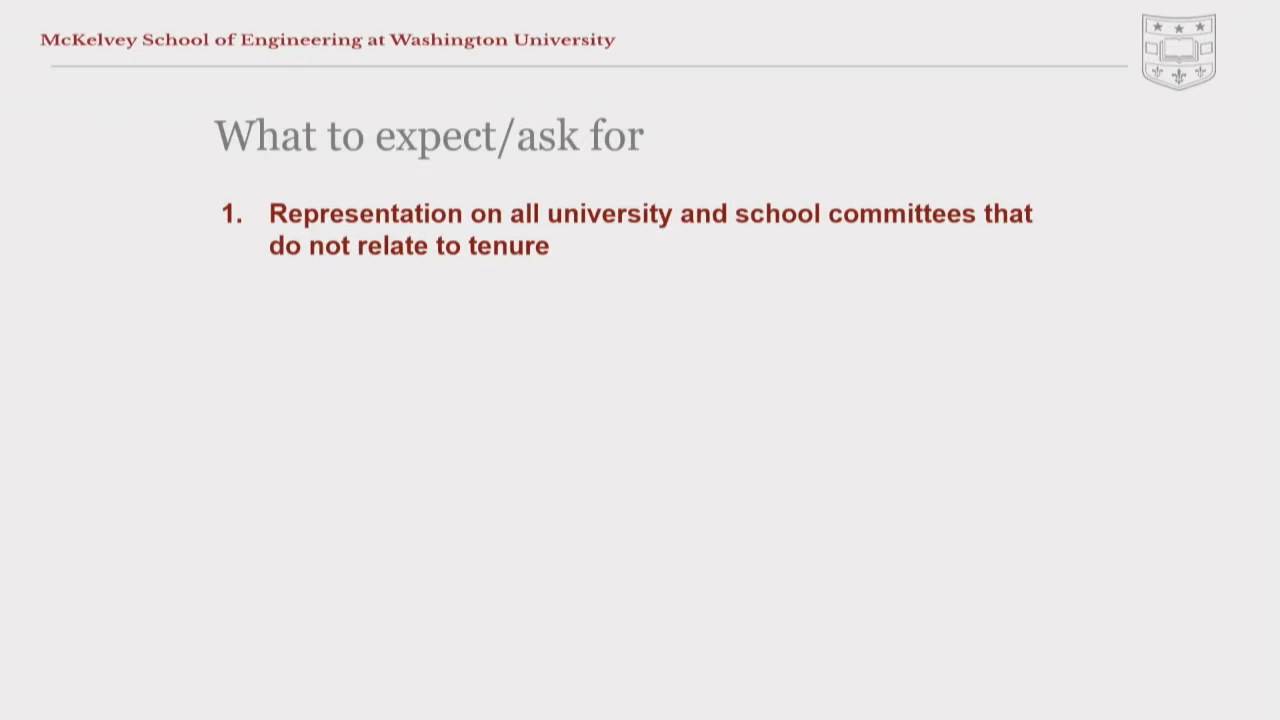 McKelvey School of Engineering at Washington University
What to expect/ask for
1. Representation on all university and school committees that
do not relate to tenure